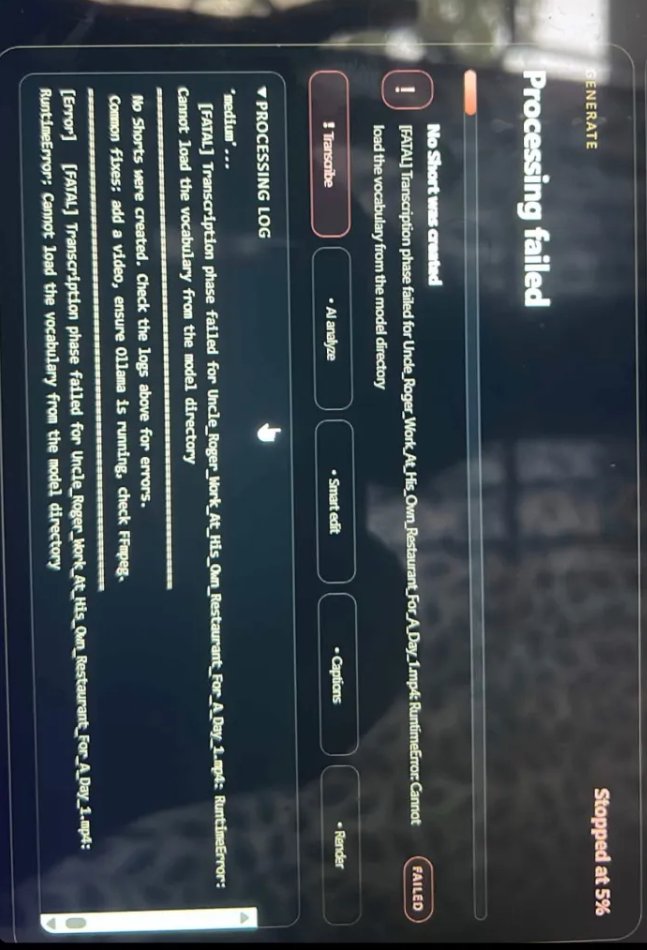 GENERATE
Processing failed
Stopped at 5%
!
No Short was created
[FATAL] Transcription phase failed for Uncle_Roger_Work_At_His_Own_Restaurant_For_A_Day_1.mp4: RuntimeError: Cannot
load the vocabulary from the model directory
FAILED
! Transcribe
• AI analyze
• Smart edit
• Captions
• Render
▼ PROCESSING LOG
'medium'...
[FATAL] Transcription phase failed for Uncle_Roger_Work_At_His_Own_Restaurant_For_A_Day_1.mp4: RuntimeError:
Cannot load the vocabulary from the model directory
No Shorts were created. Check the logs above for errors.
Common fixes: add a video, ensure Ollama is running, check FFmpeg.
[Error] [FATAL] Transcription phase failed for Uncle_Roger_Work_At_His_Own_Restaurant_For_A_Day_1.mp4:
RuntimeError: Cannot load the vocabulary from the model directory